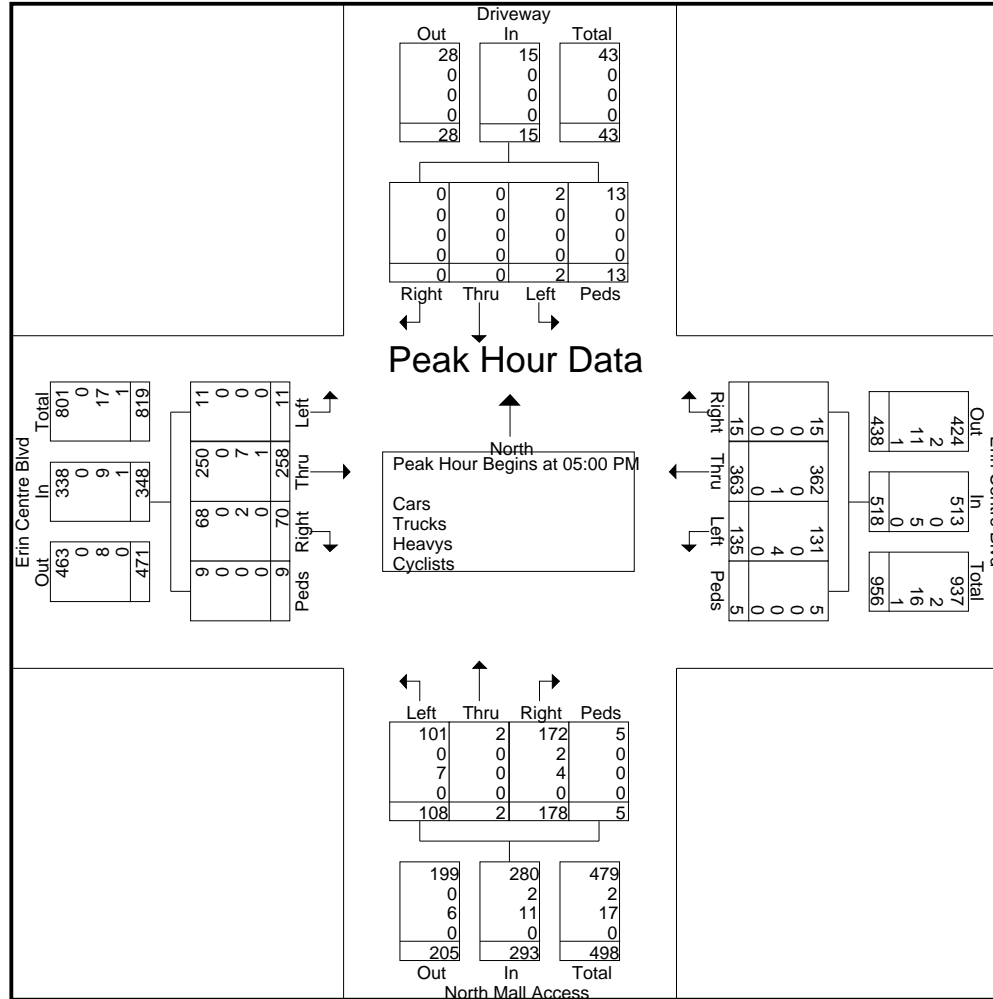 Driveway
Out In Total
28 15 43
0 0 0
0 0 0
0 0 0
28 15 43
0 0 2 13
0 0 0 0
0 0 0 0
0 0 0 0
0 0 2 13
Right Thru Left Peds
Peak Hour Data
North
Peak Hour Begins at 05:00 PM
Cars
Trucks
Heavys
Cyclists
Erin Centre Blvd
Out In Total
463 338 801
0 0 0
8 9 17
0 1 1
471 348 819
Peds Right Thru Left
9 68 250 11
0 0 0 0
0 2 7 0
0 0 1 0
9 70 258 11
Right Thru Left Peds
15 362 131 5
0 0 0 0
0 1 4 0
0 0 0 0
15 363 135 5
Out In Total
424 513 937
2 0 2
11 5 16
1 0 1
438 518 956
Left Thru Right Peds
101 2 172 5
0 0 2 0
7 0 4 0
0 0 0 0
108 2 178 5
199 280 479
0 2 2
6 11 17
0 0 0
205 293 498
Out In Total
North Mall Access